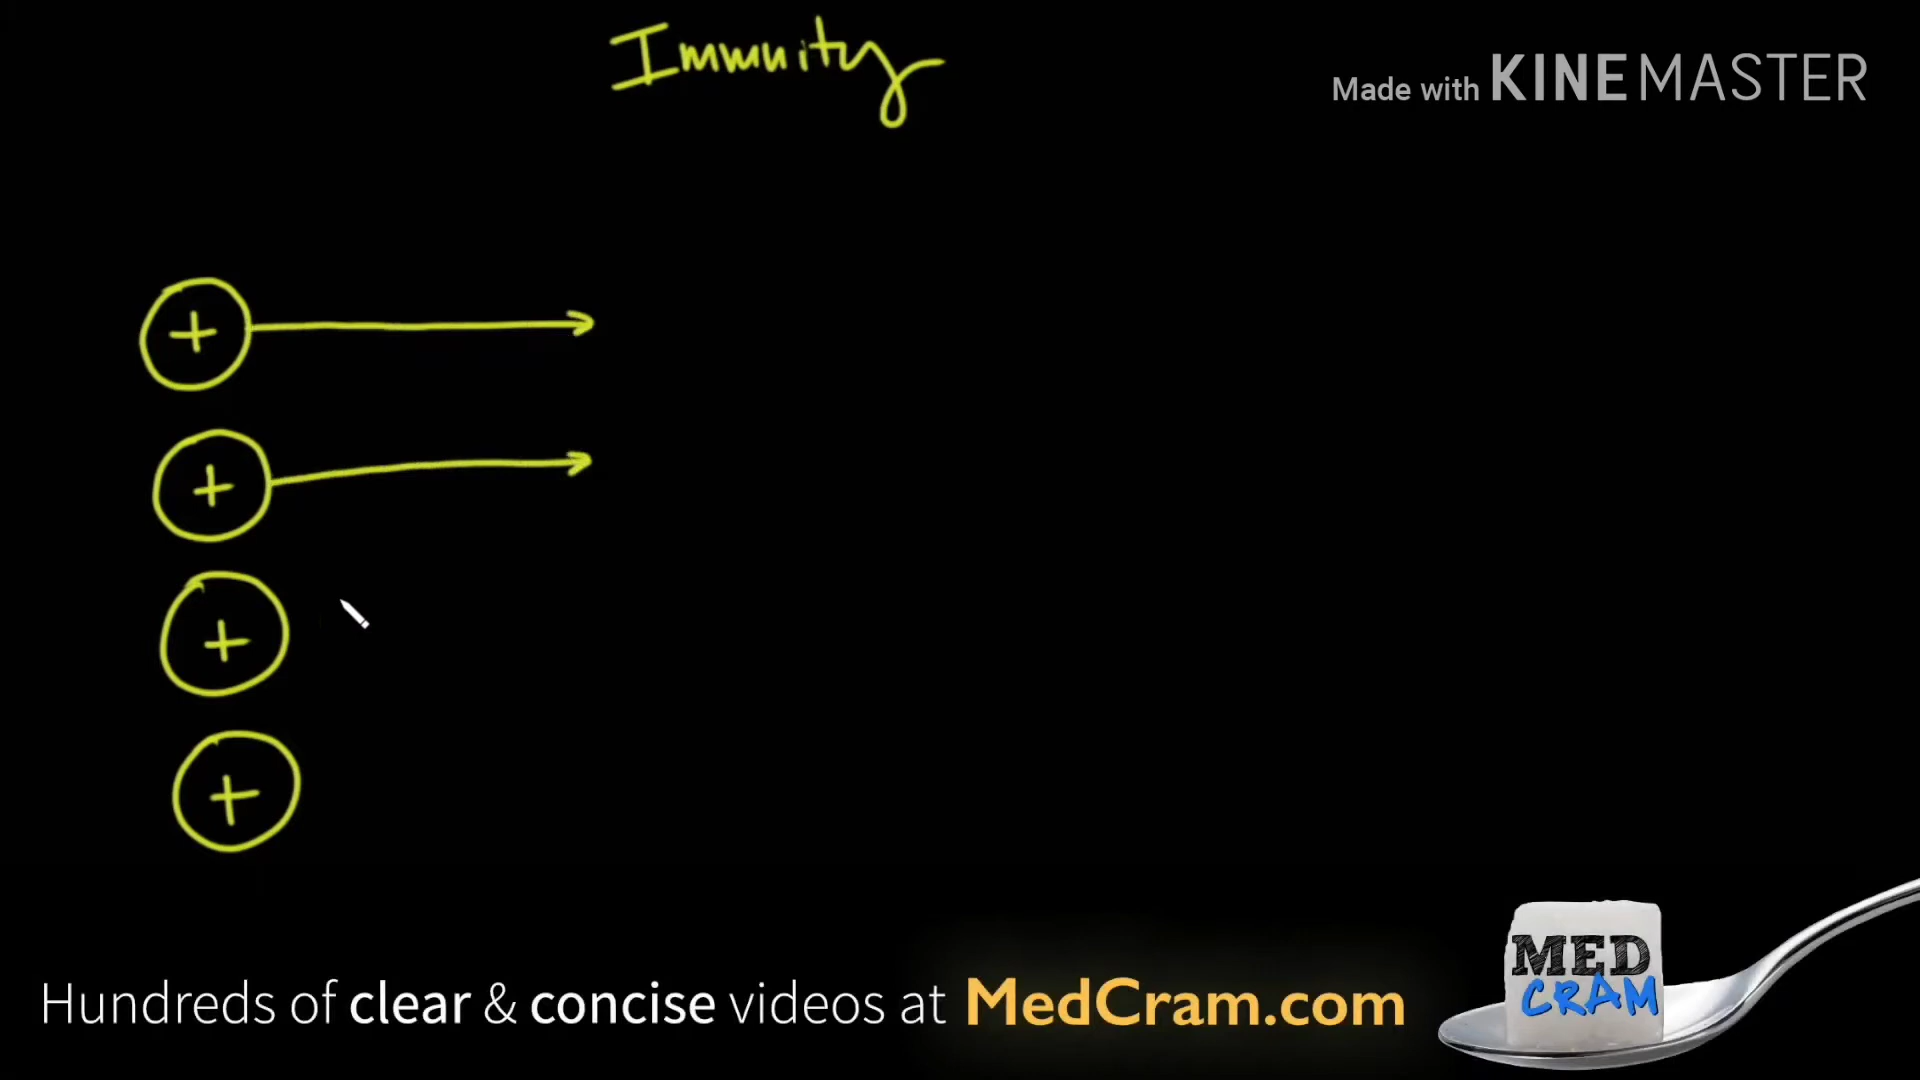 Immunity
Made with KINEMASTER
+
+
+
+
MED
CRAM
Hundreds of clear & concise videos at MedCram.com